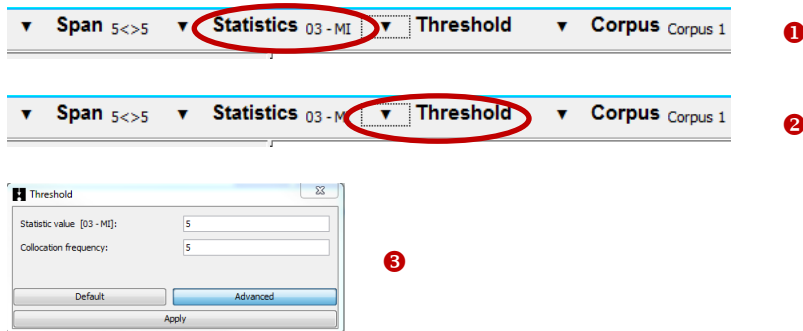 ▼ Span 5<>5 ▼ Statistics 03 - MI ▼ Threshold ▼ Corpus Corpus 1 ❶
▼ Span 5<>5 ▼ Statistics 03 - M ▼ Threshold ▼ Corpus Corpus 1 ❷
Threshold
Statistic value [03 - MI]: 5
Collocation frequency: 5
❸
Default Advanced
Apply